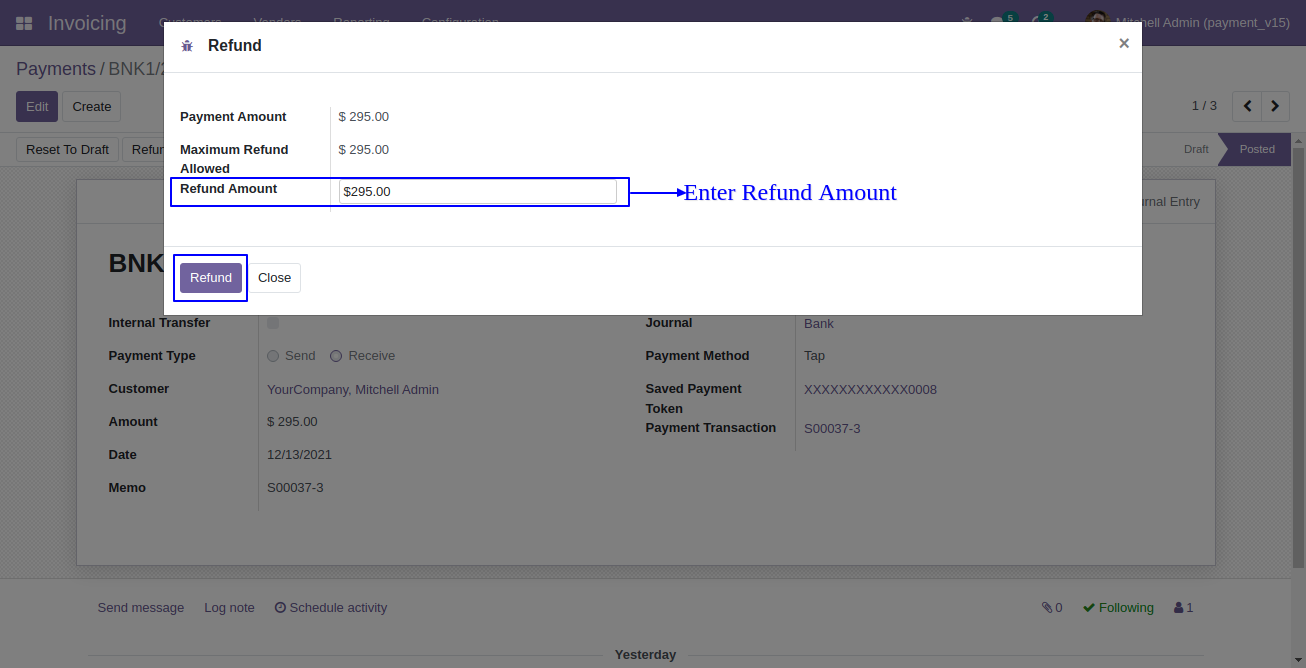 Invoicing Customers Vendors Reporting Configuration 5 2 Mitchell Admin (payment_v15)
Refund ×
Payments / BNK1/2
Edit Create 1 / 3
Payment Amount $ 295.00
Maximum Refund Allowed $ 295.00
Reset To Draft Refun Draft Posted
Refund Amount $295.00 Enter Refund Amount
urnal Entry
BNK
Refund Close
Internal Transfer
Journal Bank
Payment Type Send Receive
Payment Method Tap
Customer YourCompany, Mitchell Admin
Saved Payment Token XXXXXXXXXXXX0008
Amount $ 295.00
Payment Transaction S00037-3
Date 12/13/2021
Memo S00037-3
Send message Log note Schedule activity 0 Following 1
Yesterday